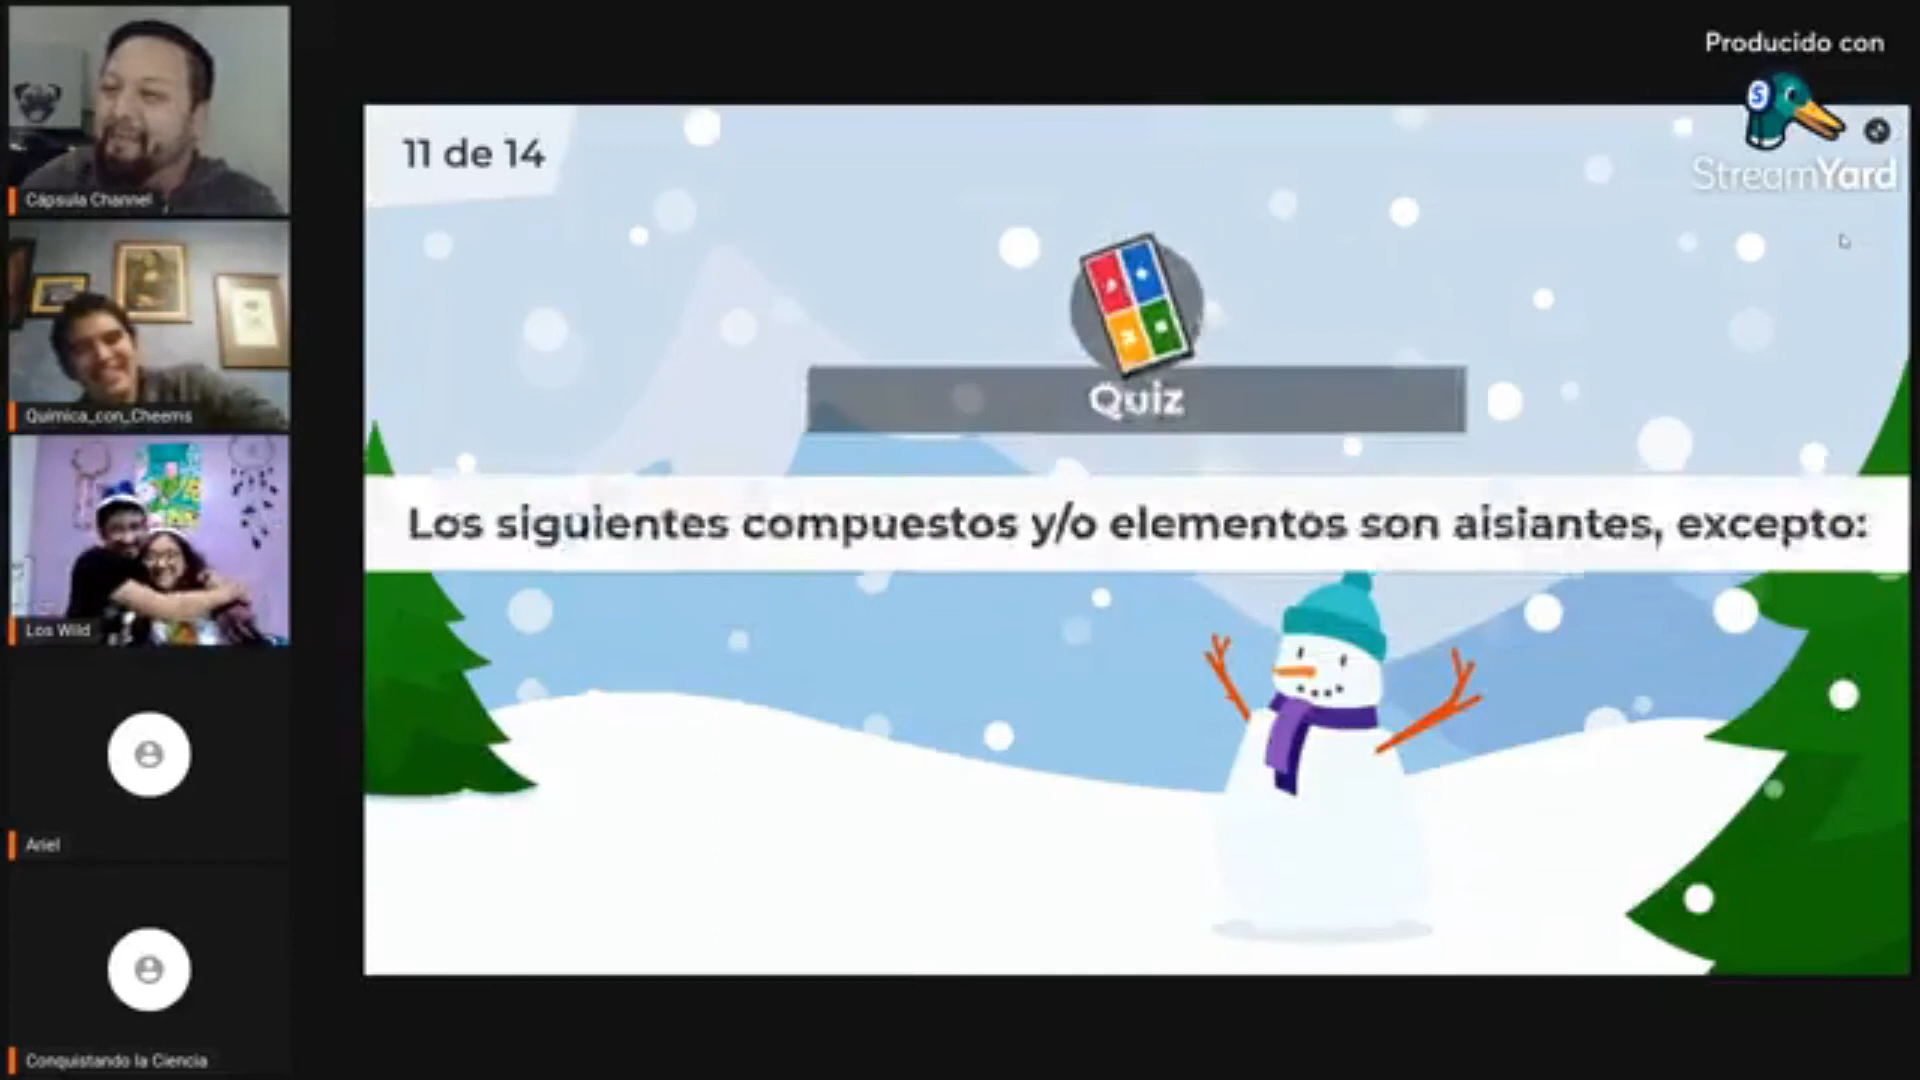 Producido con
StreamYard
11 de 14
Quiz
Los siguientes compuestos y/o elementos son aislantes, excepto:
Cápsula Channel
Quimica_con_Cheems
Los Wild
Ariel
Conquistando la Ciencia